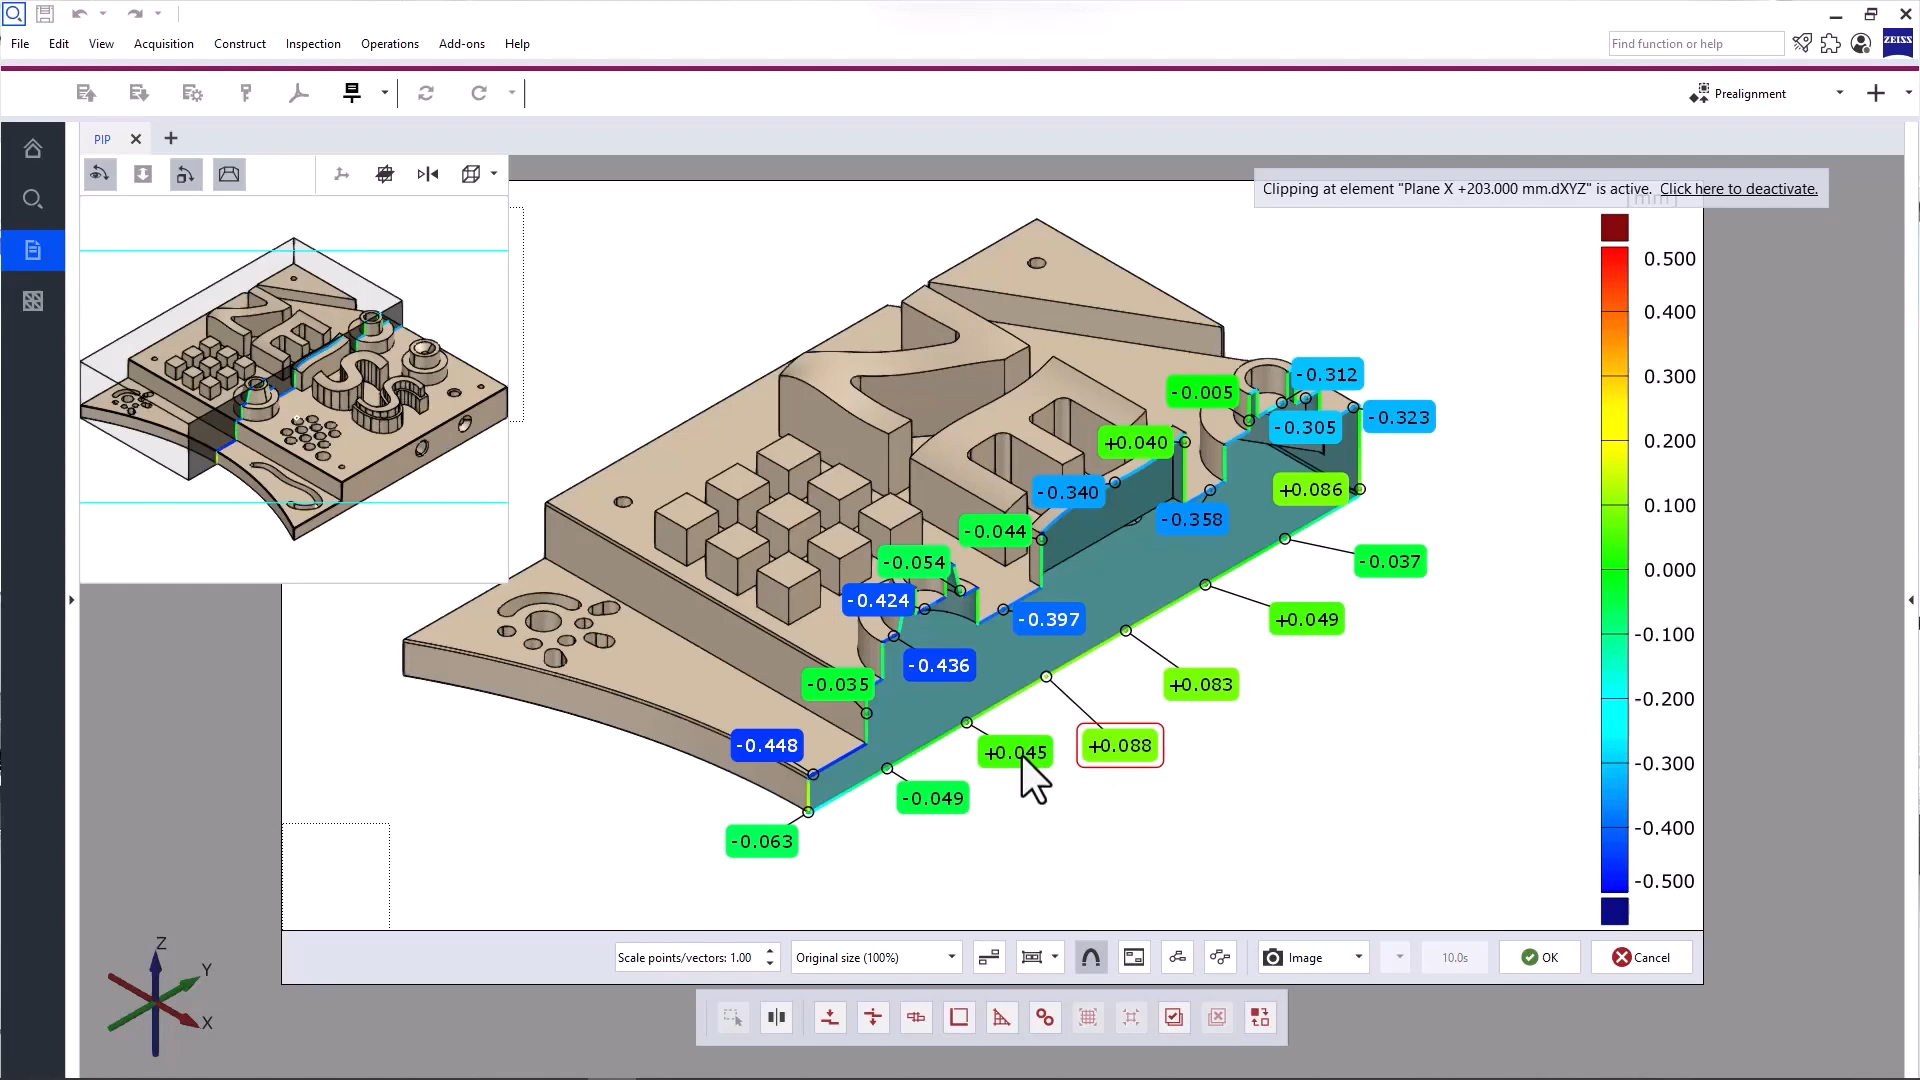 File Edit View Acquisition Construct Inspection Operations Add-ons Help
Find function or help
ZEISS
Prealignment
PIP
Clipping at element "Plane X +203.000 mm.dXYZ" is active. Click here to deactivate.
0.500
0.400
0.300
0.200
0.100
0.000
-0.100
-0.200
-0.300
-0.400
-0.500
-0.312
-0.005
-0.323
-0.305
+0.040
-0.340
+0.086
-0.358
-0.044
-0.054
-0.037
-0.424
-0.397
+0.049
-0.436
-0.035
+0.083
-0.448
+0.088
+0.045
-0.049
-0.063
Z
Y
X
Scale points/vectors: 1.00
Original size (100%)
Image
10.0s
OK
Cancel